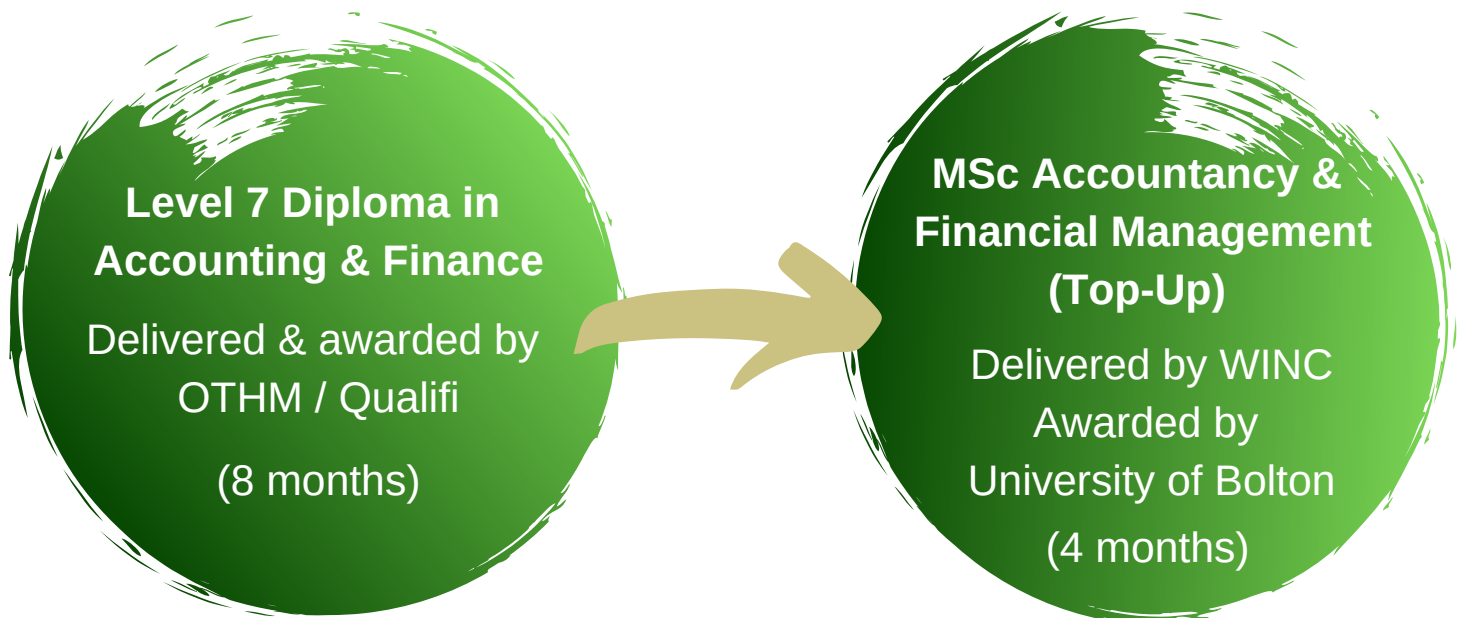 Level 7 Diploma in
Accounting & Finance
Delivered & awarded by
OTHM / Qualifi
(8 months)
MSc Accountancy &
Financial Management
(Top-Up)
Delivered by WINC
Awarded by
University of Bolton
(4 months)